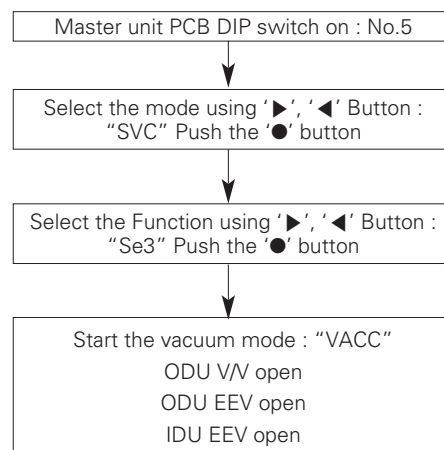 Master unit PCB DIP switch on : No.5
Select the mode using ‘▶’, ‘◀’ Button :
“SVC” Push the ‘●’ button
Select the Function using ‘▶’, ‘◀’ Button :
“Se3” Push the ‘●’ button
Start the vacuum mode : “VACC”
ODU V/V open
ODU EEV open
IDU EEV open